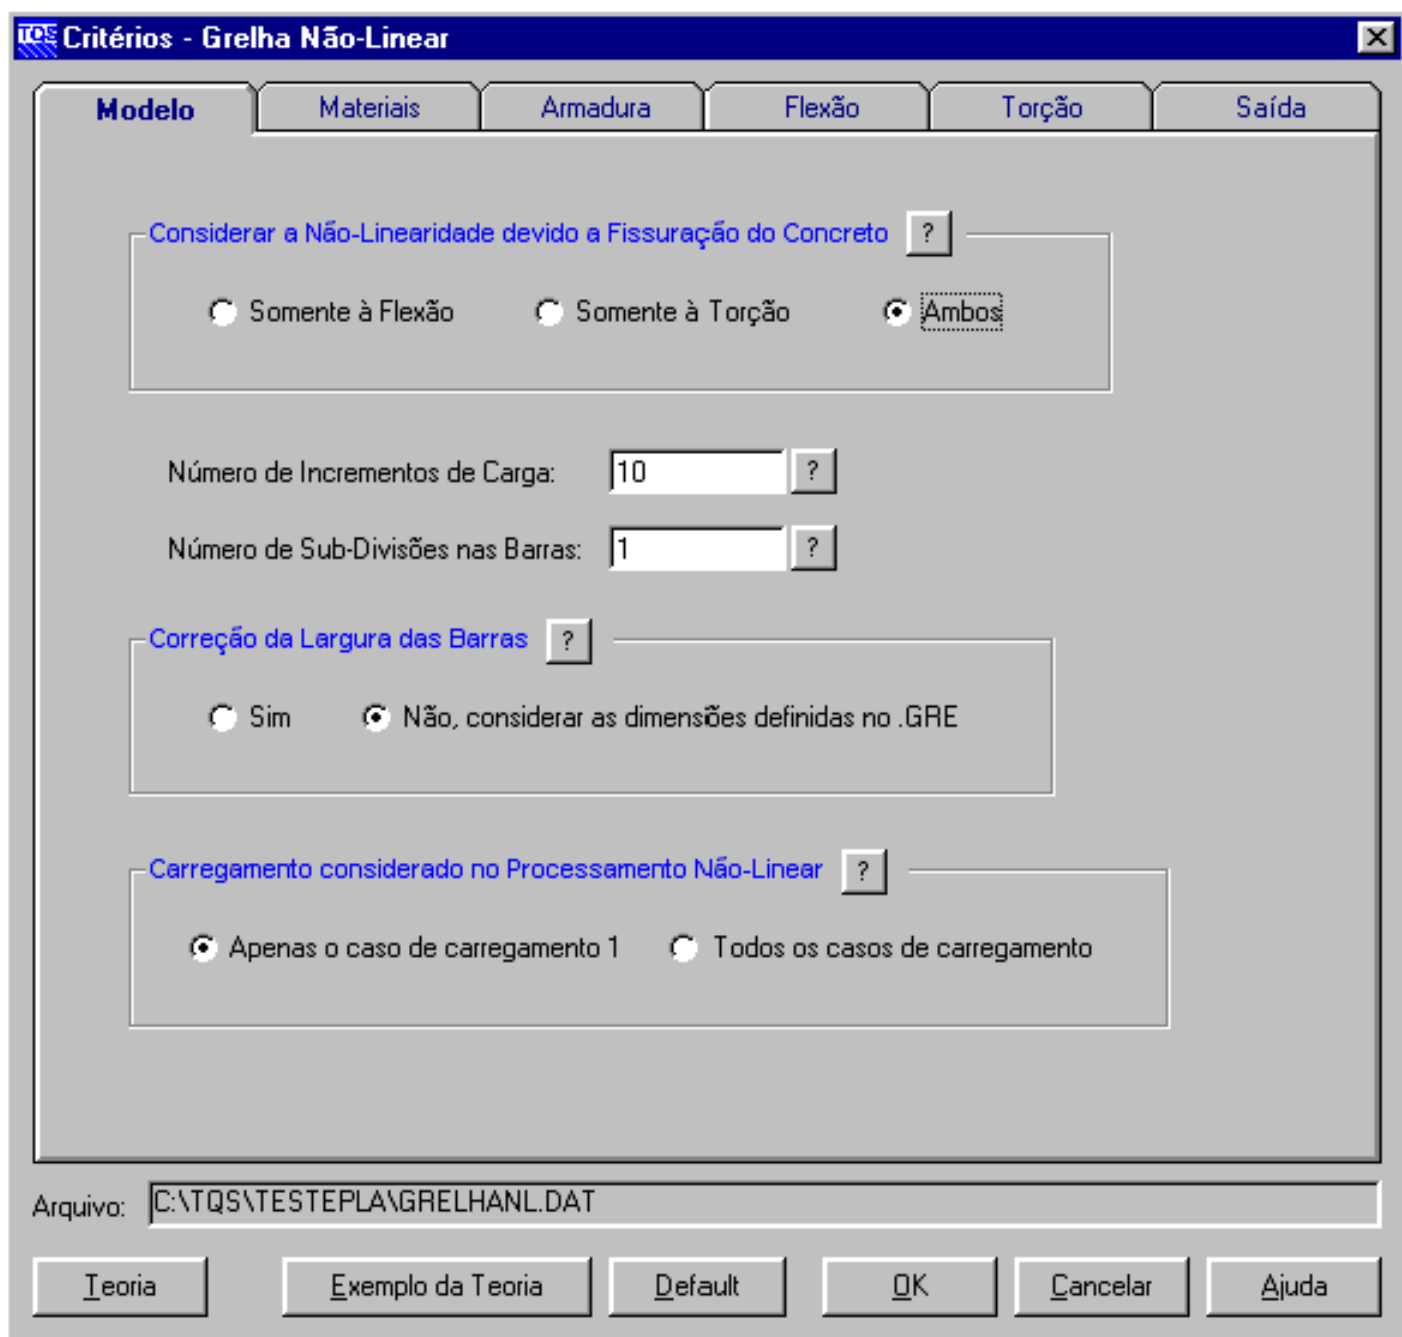 TQS Critérios - Grelha Não-Linear
Modelo Materiais Armadura Flexão Torção Saída
Considerar a Não-Linearidade devido a Fissuração do Concreto ?
Somente à Flexão Somente à Torção Ambos
Número de Incrementos de Carga: 10 ?
Número de Sub-Divisões nas Barras: 1 ?
Correção da Largura das Barras ?
Sim Não, considerar as dimensões definidas no .GRE
Carregamento considerado no Processamento Não-Linear ?
Apenas o caso de carregamento 1 Todos os casos de carregamento
Arquivo: C:\TQS\TESTEPLA\GRELHANL.DAT
Teoria Exemplo da Teoria Default OK Cancelar Ajuda